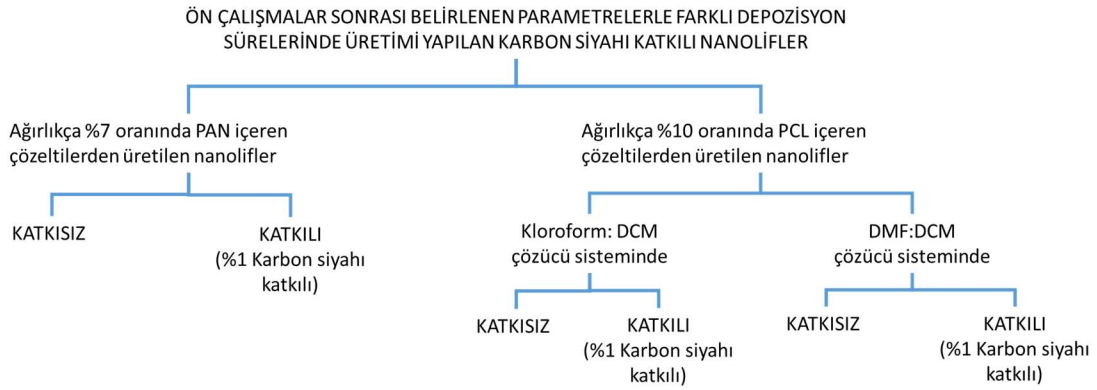 ÖN ÇALIŞMALAR SONRASI BELİRLENEN PARAMETRELERLE FARKLI DEPOZİSYON
SÜRELERİNDE ÜRETİMİ YAPILAN KARBON SİYAHI KATKILI NANOLİFLER
Ağırlıkça %7 oranında PAN içeren
çözeltilerden üretilen nanolifler
Ağırlıkça %10 oranında PCL içeren
çözeltilerden üretilen nanolifler
KATKISIZ
KATKILI
(%1 Karbon siyahı
katkılı)
Kloroform: DCM
çözücü sisteminde
DMF:DCM
çözücü sisteminde
KATKISIZ
KATKILI
(%1 Karbon siyahı
katkılı)
KATKISIZ
KATKILI
(%1 Karbon siyahı
katkılı)